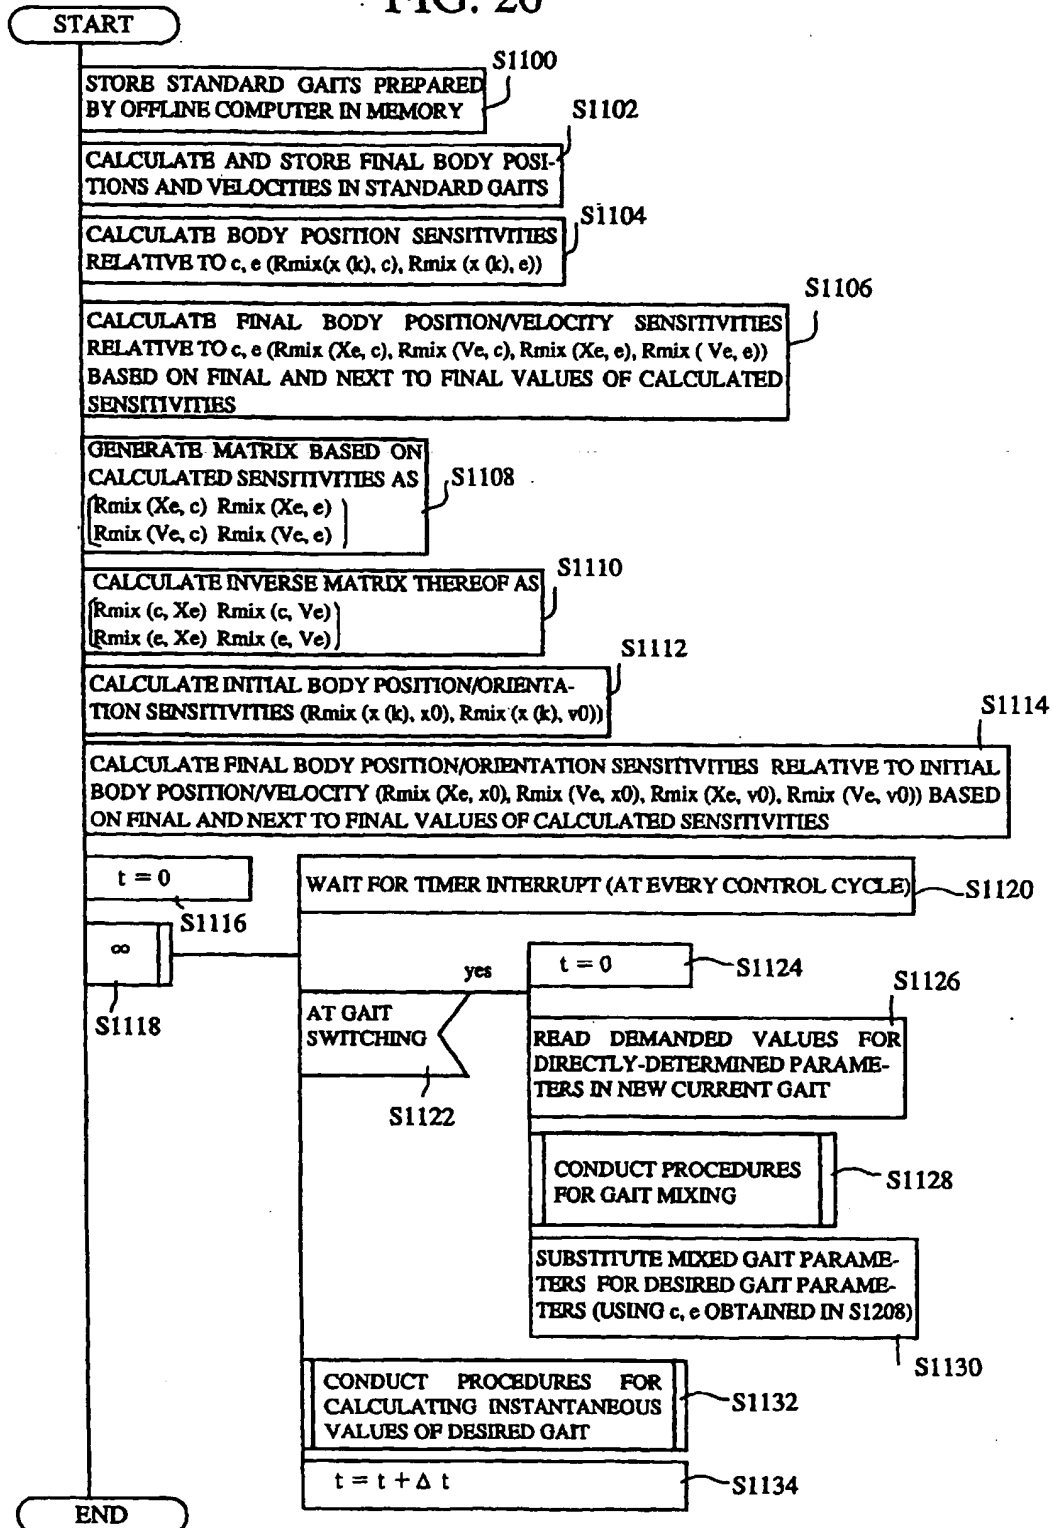 FIG. 20
START
S1100
STORE STANDARD GAITS PREPARED
BY OFFLINE COMPUTER IN MEMORY
S1102
CALCULATE AND STORE FINAL BODY POSI-
TIONS AND VELOCITIES IN STANDARD GAITS
S1104
CALCULATE BODY POSITION SENSITIVITIES
RELATIVE TO c, e (Rmix(x (k), c), Rmix (x (k), e))
S1106
CALCULATE FINAL BODY POSITION/VELOCITY SENSITIVITIES
RELATIVE TO c, e (Rmix (Xe, c), Rmix (Ve, c), Rmix (Xe, e), Rmix ( Ve, e))
BASED ON FINAL AND NEXT TO FINAL VALUES OF CALCULATED
SENSITIVITIES
GENERATE MATRIX BASED ON
CALCULATED SENSITIVITIES AS
S1108
Rmix (Xe, c) Rmix (Xe, e)
Rmix (Ve, c) Rmix (Ve, e)
S1110
CALCULATE INVERSE MATRIX THEREOF AS
Rmix (c, Xe) Rmix (c, Ve)
Rmix (e, Xe) Rmix (e, Ve)
S1112
CALCULATE INITIAL BODY POSITION/ORIENTA-
TION SENSITIVITIES (Rmix (x (k), x0), Rmix (x (k), v0))
S1114
CALCULATE FINAL BODY POSITION/ORIENTATION SENSITIVITIES RELATIVE TO INITIAL
BODY POSITION/VELOCITY (Rmix (Xe, x0), Rmix (Ve, x0), Rmix (Xe, v0), Rmix (Ve, v0)) BASED
ON FINAL AND NEXT TO FINAL VALUES OF CALCULATED SENSITIVITIES
t = 0
S1116
∞
S1118
WAIT FOR TIMER INTERRUPT (AT EVERY CONTROL CYCLE)
S1120
yes
AT GAIT
SWITCHING
S1122
t = 0
S1124
S1126
READ DEMANDED VALUES FOR
DIRECTLY-DETERMINED PARAME-
TERS IN NEW CURRENT GAIT
CONDUCT PROCEDURES
FOR GAIT MIXING
S1128
SUBSTITUTE MIXED GAIT PARAME-
TERS FOR DESIRED GAIT PARAME-
TERS (USING c, e OBTAINED IN S1208)
S1130
CONDUCT PROCEDURES FOR
CALCULATING INSTANTANEOUS
VALUES OF DESIRED GAIT
S1132
t = t + Δ t
S1134
END